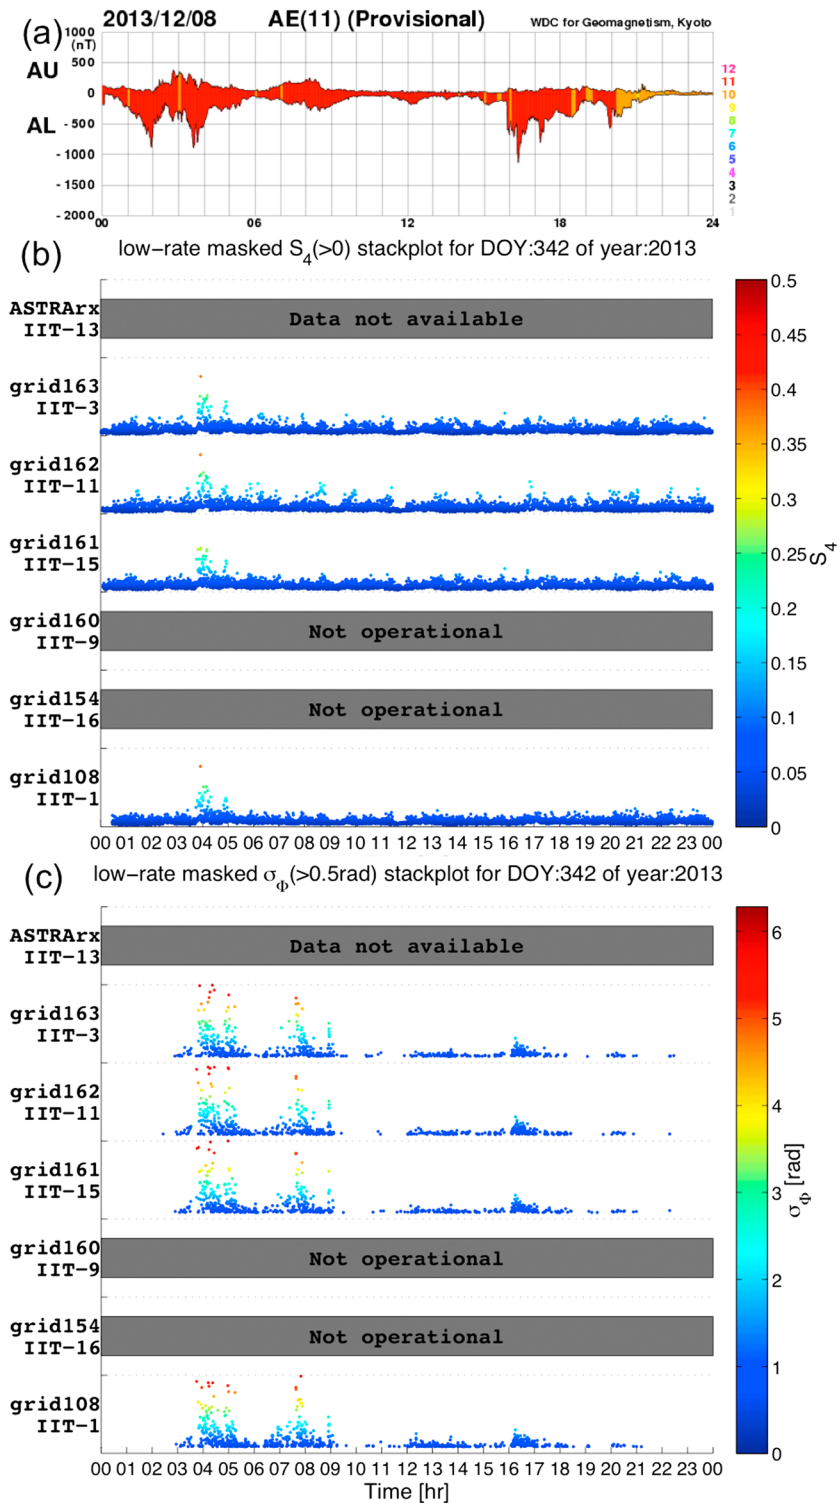 (a)
2013/12/08 AE(11) (Provisional) WDC for Geomagnetism, Kyoto
1000
(nT)
500
AU
0
AL
- 500
- 1000
- 1500
- 2000
00 06 12 18 24
12
11
10
9
8
7
6
5
4
3
2
1
(b)
low-rate masked S4(>0) stackplot for DOY:342 of year:2013
ASTRArx
IIT-13
Data not available
grid163
IIT-3
grid162
IIT-11
grid161
IIT-15
grid160
IIT-9
Not operational
grid154
IIT-16
Not operational
grid108
IIT-1
00 01 02 03 04 05 06 07 08 09 10 11 12 13 14 15 16 17 18 19 20 21 22 23 00
0.5
0.45
0.4
0.35
0.3
0.25
0.2
0.15
0.1
0.05
0
S4
(c)
low-rate masked σΦ(>0.5rad) stackplot for DOY:342 of year:2013
ASTRArx
IIT-13
Data not available
grid163
IIT-3
grid162
IIT-11
grid161
IIT-15
grid160
IIT-9
Not operational
grid154
IIT-16
Not operational
grid108
IIT-1
00 01 02 03 04 05 06 07 08 09 10 11 12 13 14 15 16 17 18 19 20 21 22 23 00
Time [hr]
6
5
4
3
2
1
0
σΦ [rad]